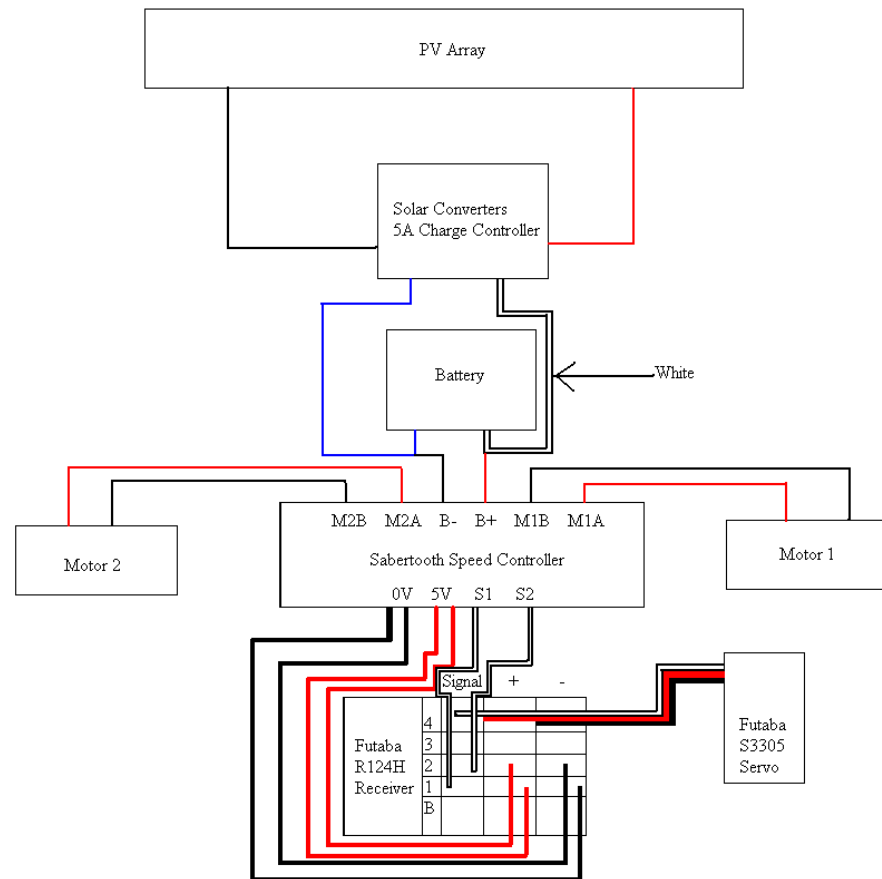 PV Array
Solar Converters
5A Charge Controller
Battery
White
M2B M2A B- B+ M1B M1A
Motor 2
Sabertooth Speed Controller
Motor 1
0V 5V S1 S2
Signal + -
4
3
2
1
B
Futaba
R124H
Receiver
Futaba
S3305
Servo